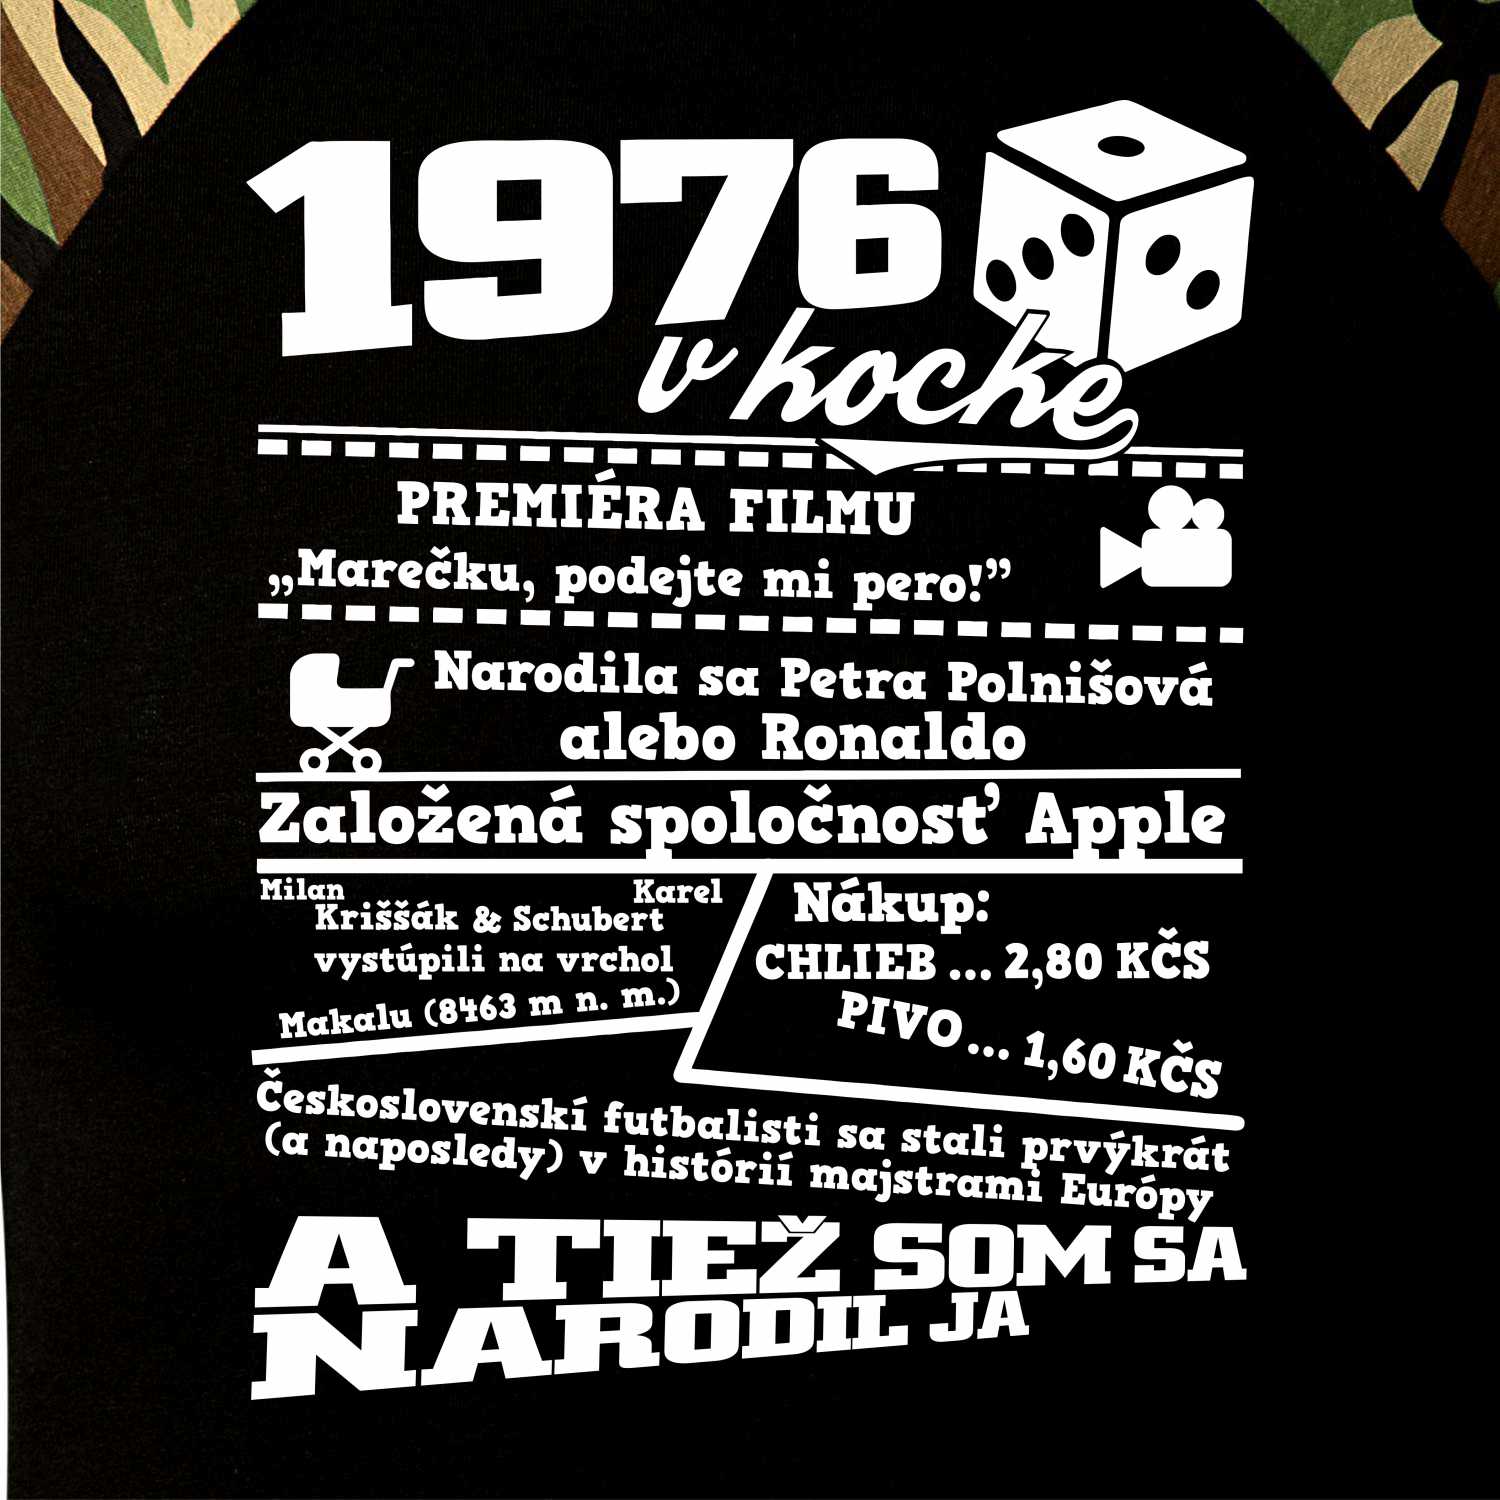 1976
v kocke
PREMIÉRA FILMU
„Marečku, podejte mi pero!”
Narodila sa Petra Polnišová
alebo Ronaldo
Založená spoločnosť Apple
Milan Karel
Kriššák & Schubert
vystúpili na vrchol
Makalu (8463 m n. m.)
Nákup:
CHLIEB ... 2,80 KČS
PIVO ... 1,60 KČS
Československí futbalisti sa stali prvýkrát
(a naposledy) v histórií majstrami Európy
A TIEŽ SOM SA
NARODIL JA